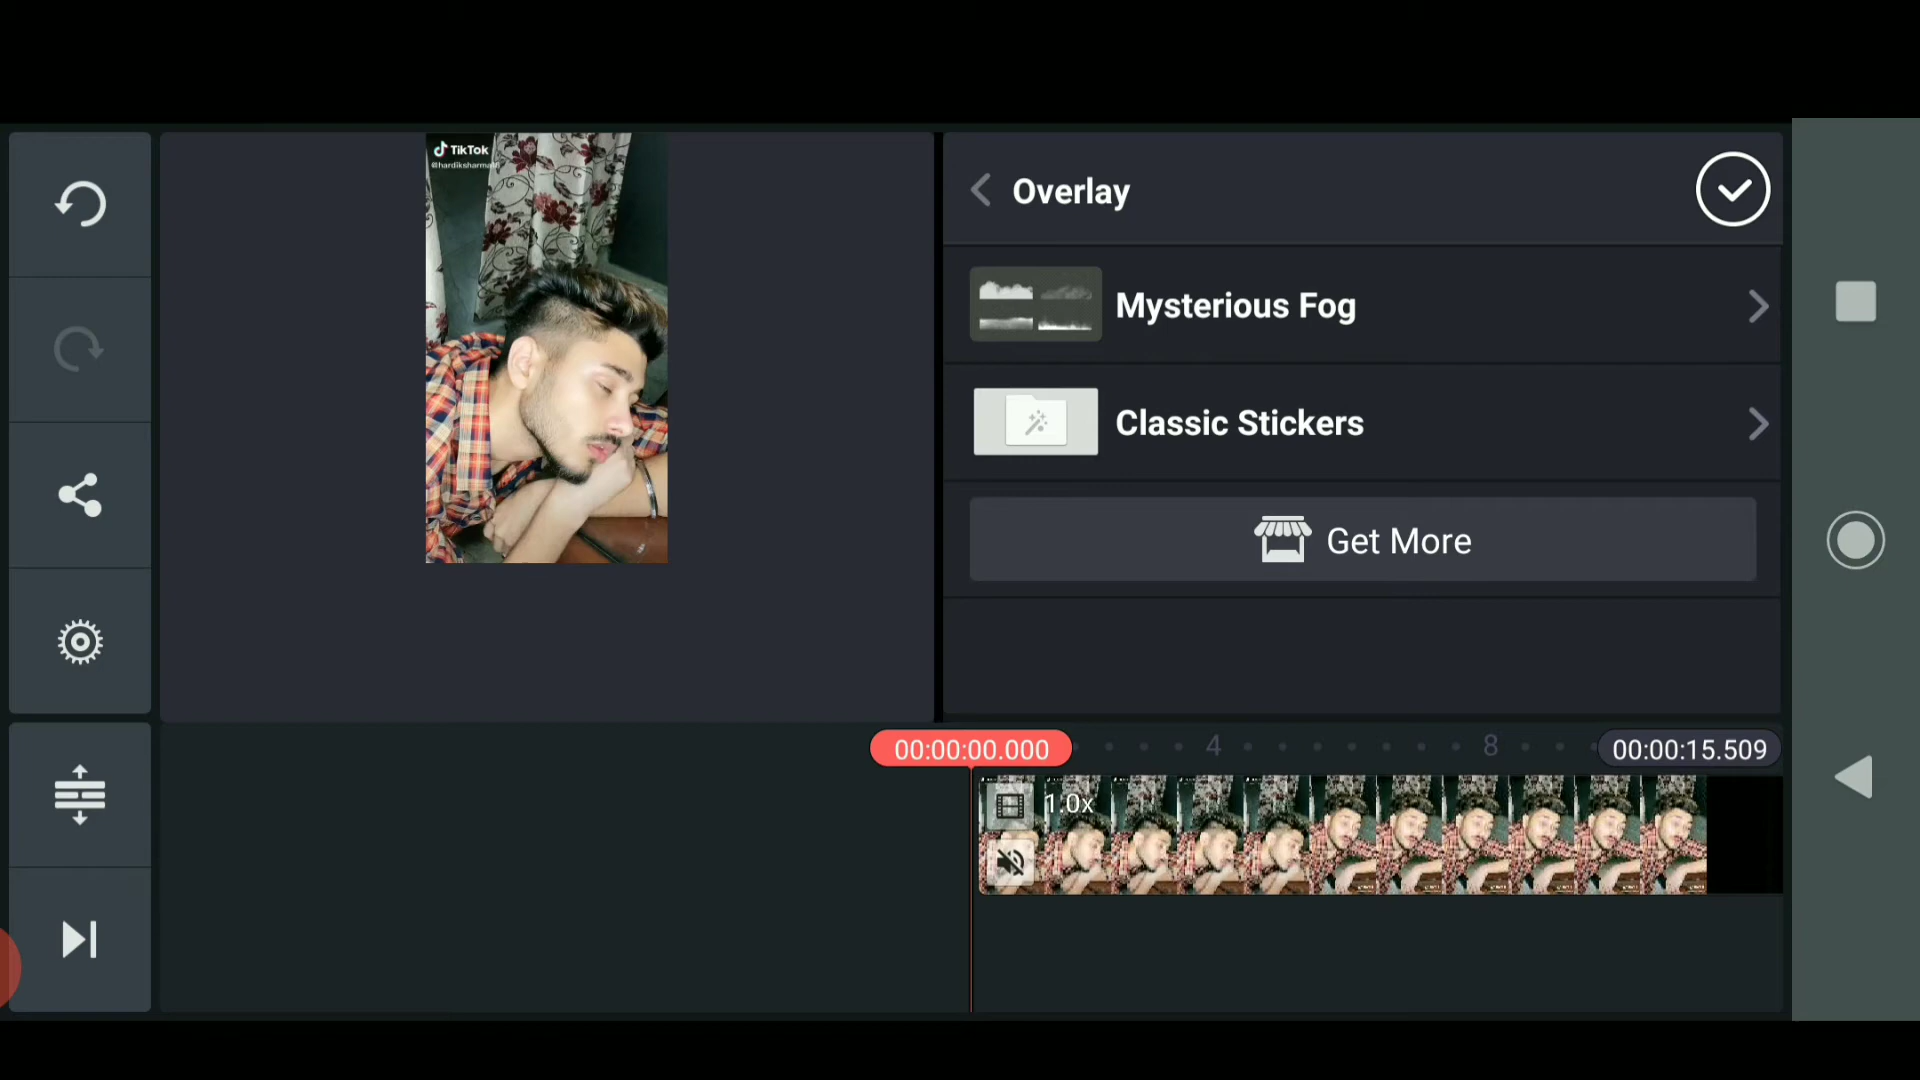 TikTok
@hardiksharma
Overlay
Mysterious Fog
Classic Stickers
Get More
00:00:00.000
4
8
00:00:15.509
1.0x